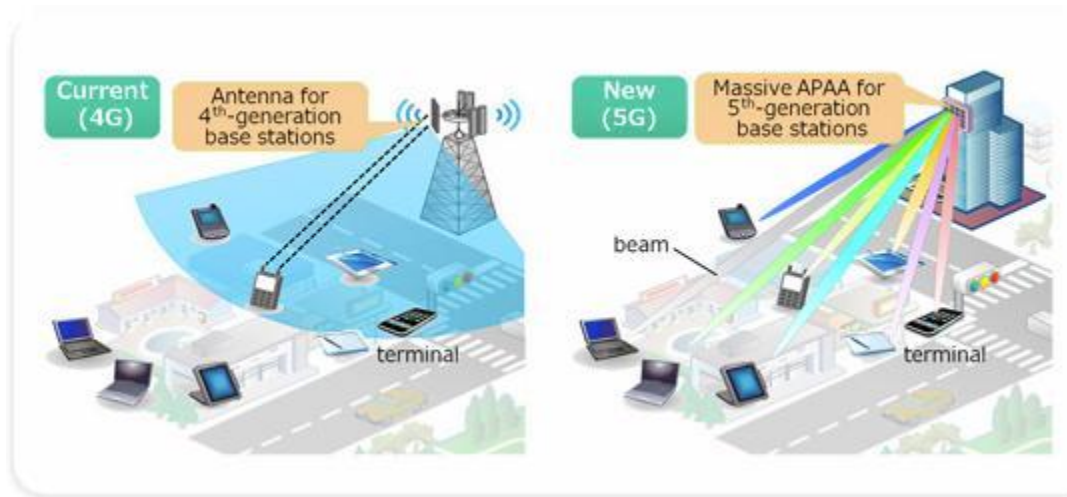 Current
(4G)
Antenna for
4th-generation
base stations
terminal
New
(5G)
Massive APAA for
5th-generation
base stations
beam
terminal